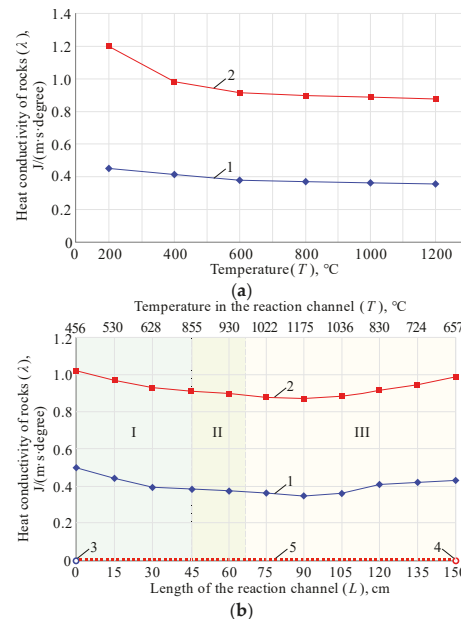 1.4
1.2
1.0
0.8
0.6
0.4
0.2
0
Heat conductivity of rocks (λ),
J/(m·s·degree)
2
1
200 400 600 800 1000 1200
Temperature (T), °C
(a)
Temperature in the reaction channel (T), °C
456 530 628 855 930 1022 1175 1036 830 724 657
1.2
1.0
0.8
0.6
0.4
0.2
0
Heat conductivity of rocks (λ),
J/(m·s·degree)
2
I II III
1
3 5 4
0 15 30 45 60 75 90 105 120 135 150
Length of the reaction channel (L), cm
(b)